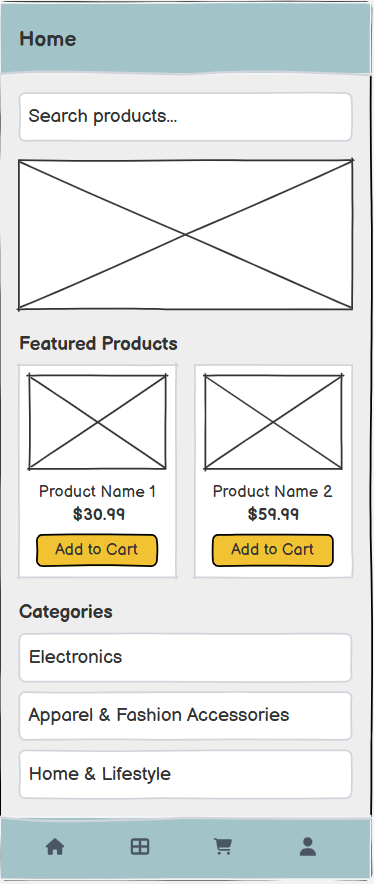 Home
Search products...
Featured Products
Product Name 1
$30.99
Add to Cart
Product Name 2
$59.99
Add to Cart
Categories
Electronics
Apparel & Fashion Accessories
Home & Lifestyle